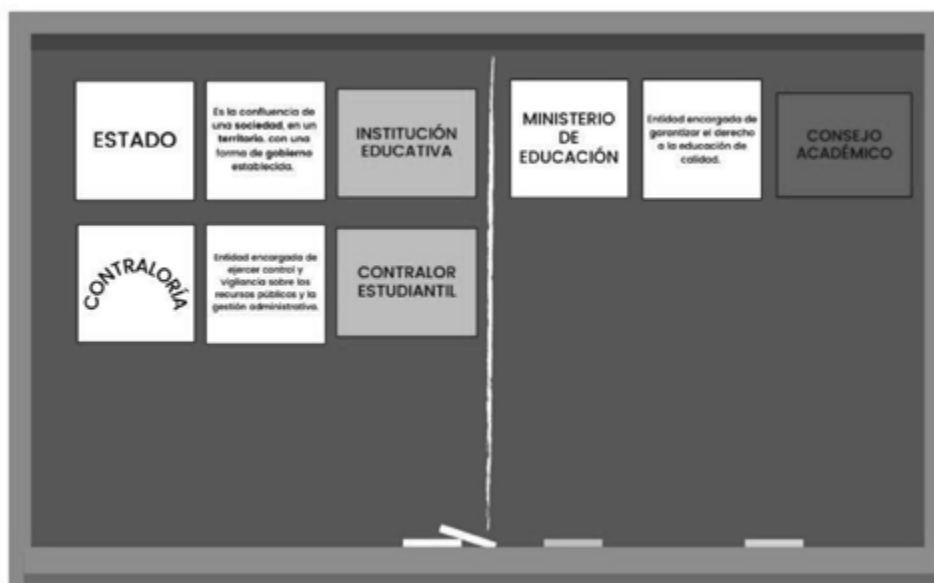 ESTADO
Es la confluencia de
una sociedad, en un
territorio, con una
forma de gobierno
establecida.
INSTITUCIÓN
EDUCATIVA
CONTRALORÍA
Entidad encargada de
ejercer control y
vigilancia sobre los
recursos públicos y la
gestión administrativa.
CONTRALOR
ESTUDIANTIL
MINISTERIO
DE
EDUCACIÓN
Entidad encargada de
garantizar el derecho
a la educación de
calidad.
CONSEJO
ACADÉMICO